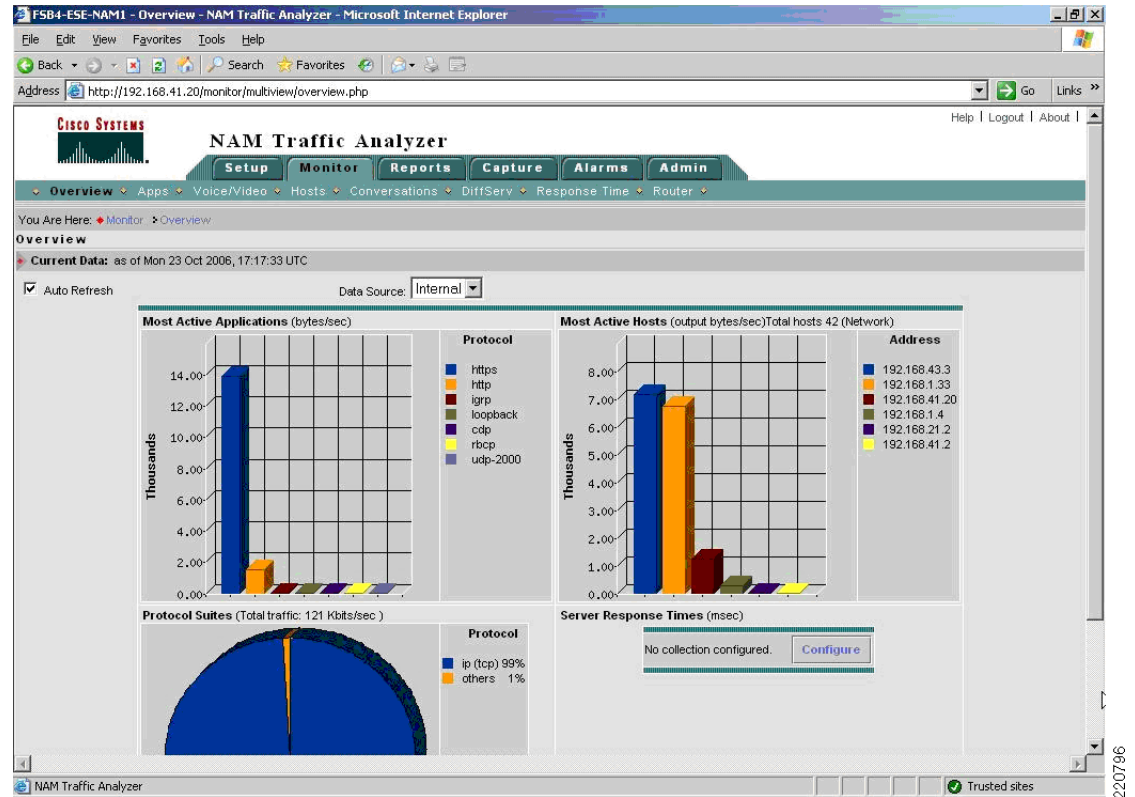 FSB4-ESE-NAM1 - Overview - NAM Traffic Analyzer - Microsoft Internet Explorer
File Edit View Favorites Tools Help
Back Search Favorites
Address http://192.168.41.20/monitor/multiview/overview.php Go Links »
Help | Logout | About |
CISCO SYSTEMS
NAM Traffic Analyzer
Setup Monitor Reports Capture Alarms Admin
Overview Apps Voice/Video Hosts Conversations DiffServ Response Time Router
You Are Here: Monitor Overview
Overview
Current Data: as of Mon 23 Oct 2006, 17:17:33 UTC
Auto Refresh Data Source: Internal
Most Active Applications (bytes/sec)
Thousands
14.00
12.00
10.00
8.00
6.00
4.00
2.00
0.00
Protocol
https
http
igrp
loopback
cdp
rbcp
udp-2000
Most Active Hosts (output bytes/sec)Total hosts 42 (Network)
Thousands
8.00
7.00
6.00
5.00
4.00
3.00
2.00
1.00
0.00
Address
192.168.43.3
192.168.1.33
192.168.41.20
192.168.1.4
192.168.21.2
192.168.41.2
Protocol Suites (Total traffic: 121 Kbits/sec )
Protocol
ip (tcp) 99%
others 1%
Server Response Times (msec)
No collection configured. Configure
NAM Traffic Analyzer Trusted sites
220796